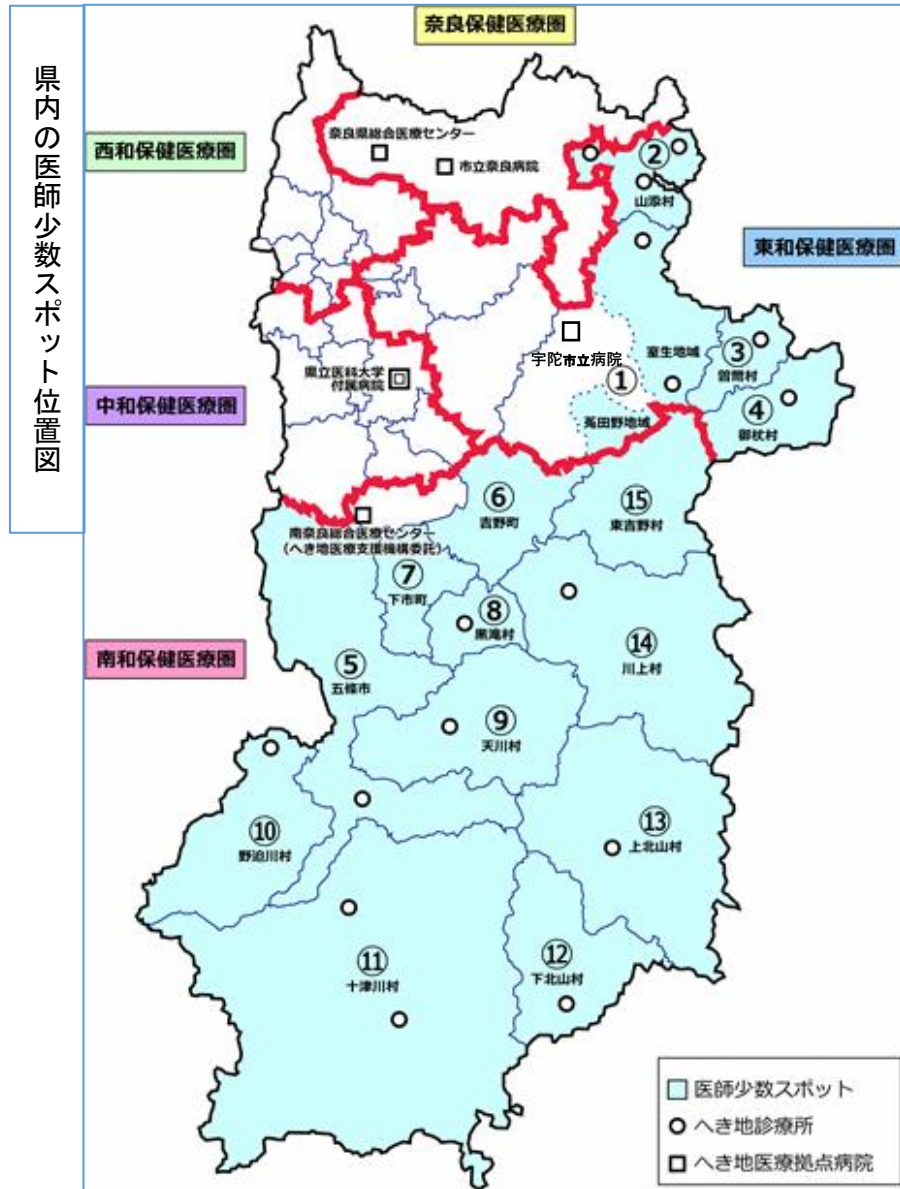 県内の医師少数スポット位置図
奈良保健医療圏
西和保健医療圏
東和保健医療圏
中和保健医療圏
南和保健医療圏
奈良県総合医療センター
市立奈良病院
②
山添村
宇陀市立病院
室生地域
③
曽爾村
①
県立医科大学
付属病院
④
御杖村
菟田野地域
⑥
吉野町
⑮
東吉野村
南奈良総合医療センター
(へき地医療支援機構委託)
⑦
下市町
⑧
黒滝村
⑭
川上村
⑤
五條市
⑨
天川村
⑩
野迫川村
⑬
上北山村
⑪
十津川村
⑫
下北山村
医師少数スポット
へき地診療所
へき地医療拠点病院